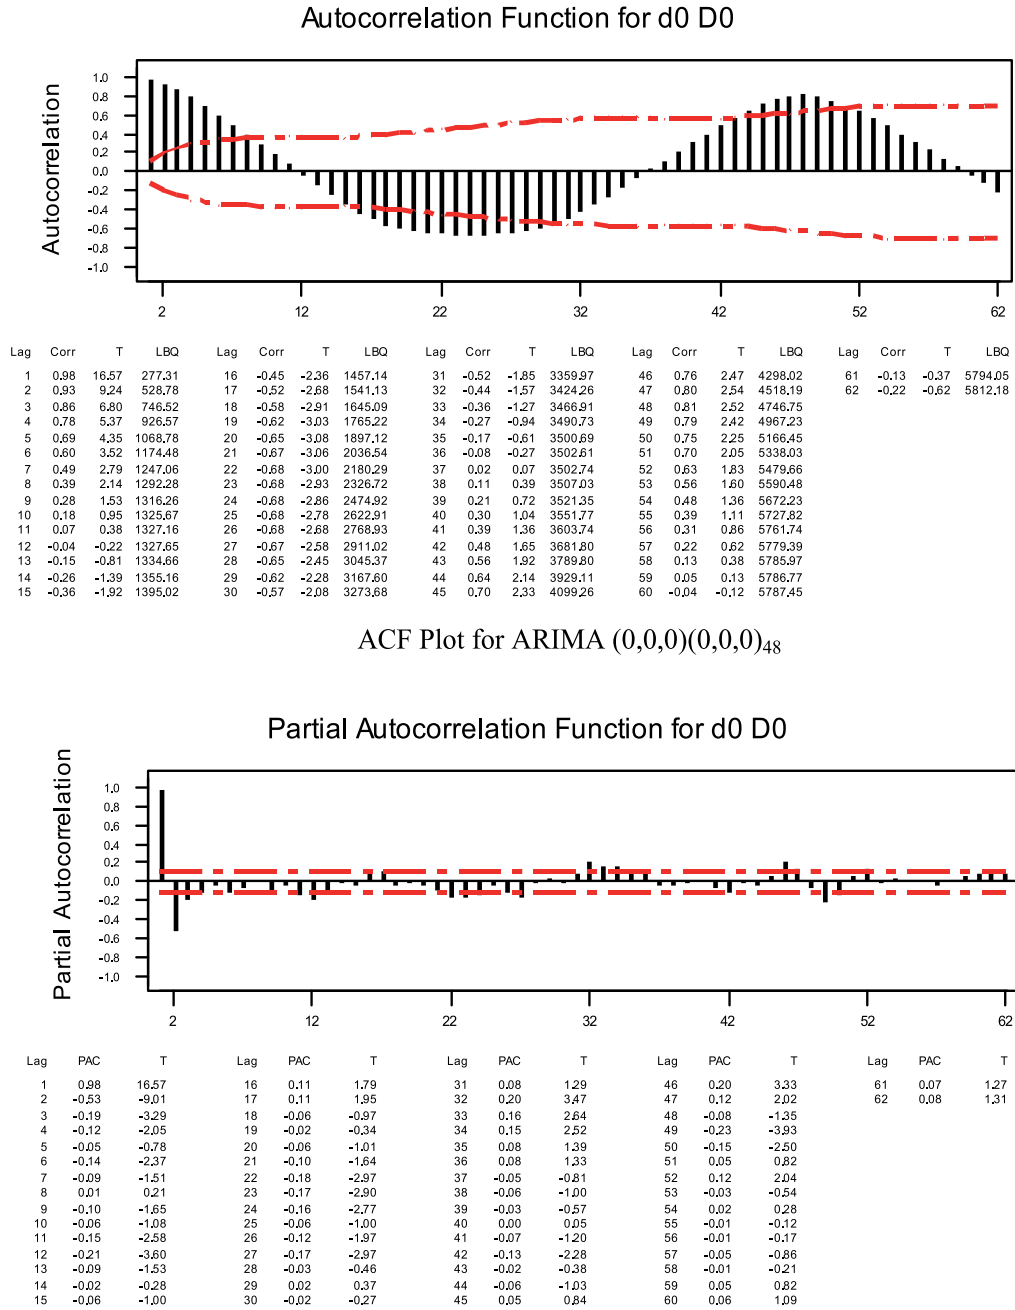 Autocorrelation Function for d0 D0
Autocorrelation
1.0
0.8
0.6
0.4
0.2
0.0
-0.2
-0.4
-0.6
-0.8
-1.0
2 12 22 32 42 52 62
Lag Corr T LBQ Lag Corr T LBQ Lag Corr T LBQ Lag Corr T LBQ Lag Corr T LBQ
1 0.98 16.57 277.31 16 -0.45 -2.36 1457.14 31 -0.52 -1.85 3359.97 46 0.76 2.47 4298.02 61 -0.13 -0.37 5794.05
2 0.93 9.24 528.78 17 -0.52 -2.68 1541.13 32 -0.44 -1.57 3424.26 47 0.80 2.54 4518.19 62 -0.22 -0.62 5812.18
3 0.86 6.80 746.52 18 -0.58 -2.91 1645.09 33 -0.36 -1.27 3466.91 48 0.81 2.52 4746.75
4 0.78 5.37 926.57 19 -0.62 -3.03 1765.22 34 -0.27 -0.94 3490.73 49 0.79 2.42 4967.23
5 0.69 4.35 1068.78 20 -0.65 -3.08 1897.12 35 -0.17 -0.61 3500.69 50 0.75 2.25 5166.45
6 0.60 3.52 1174.48 21 -0.67 -3.06 2036.54 36 -0.08 -0.27 3502.61 51 0.70 2.05 5338.03
7 0.49 2.79 1247.06 22 -0.68 -3.00 2180.29 37 0.02 0.07 3502.74 52 0.63 1.83 5479.66
8 0.39 2.14 1292.28 23 -0.68 -2.93 2326.72 38 0.11 0.39 3507.03 53 0.56 1.60 5590.48
9 0.28 1.53 1316.26 24 -0.68 -2.86 2474.92 39 0.21 0.72 3521.35 54 0.48 1.36 5672.23
10 0.18 0.95 1325.67 25 -0.68 -2.78 2622.91 40 0.30 1.04 3551.77 55 0.39 1.11 5727.82
11 0.07 0.38 1327.16 26 -0.68 -2.68 2768.93 41 0.39 1.36 3603.74 56 0.31 0.86 5761.74
12 -0.04 -0.22 1327.65 27 -0.67 -2.58 2911.02 42 0.48 1.65 3681.80 57 0.22 0.62 5779.39
13 -0.15 -0.81 1334.66 28 -0.65 -2.45 3045.37 43 0.56 1.92 3789.80 58 0.13 0.38 5785.97
14 -0.26 -1.39 1355.16 29 -0.62 -2.28 3167.60 44 0.64 2.14 3929.11 59 0.05 0.13 5786.77
15 -0.36 -1.92 1395.02 30 -0.57 -2.08 3273.68 45 0.70 2.33 4099.26 60 -0.04 -0.12 5787.45
ACF Plot for ARIMA (0,0,0)(0,0,0)48
Partial Autocorrelation Function for d0 D0
Partial Autocorrelation
1.0
0.8
0.6
0.4
0.2
0.0
-0.2
-0.4
-0.6
-0.8
-1.0
2 12 22 32 42 52 62
Lag PAC T Lag PAC T Lag PAC T Lag PAC T Lag PAC T
1 0.98 16.57 16 0.11 1.79 31 0.08 1.29 46 0.20 3.33 61 0.07 1.27
2 -0.53 -9.01 17 0.11 1.95 32 0.20 3.47 47 0.12 2.02 62 0.08 1.31
3 -0.19 -3.29 18 -0.06 -0.97 33 0.16 2.64 48 -0.08 -1.35
4 -0.12 -2.05 19 -0.02 -0.34 34 0.15 2.52 49 -0.23 -3.93
5 -0.05 -0.78 20 -0.06 -1.01 35 0.08 1.39 50 -0.15 -2.50
6 -0.14 -2.37 21 -0.10 -1.64 36 0.08 1.33 51 0.05 0.82
7 -0.09 -1.51 22 -0.18 -2.97 37 -0.05 -0.81 52 0.12 2.04
8 0.01 0.21 23 -0.17 -2.90 38 -0.06 -1.00 53 -0.03 -0.54
9 -0.10 -1.65 24 -0.16 -2.77 39 -0.03 -0.57 54 0.02 0.28
10 -0.06 -1.08 25 -0.06 -1.00 40 0.00 0.05 55 -0.01 -0.12
11 -0.15 -2.58 26 -0.12 -1.97 41 -0.07 -1.20 56 -0.01 -0.17
12 -0.21 -3.60 27 -0.17 -2.97 42 -0.13 -2.28 57 -0.05 -0.86
13 -0.09 -1.53 28 -0.03 -0.46 43 -0.02 -0.38 58 -0.01 -0.21
14 -0.02 -0.28 29 0.02 0.37 44 -0.06 -1.03 59 0.05 0.82
15 -0.06 -1.00 30 -0.02 -0.27 45 0.05 0.84 60 0.06 1.09